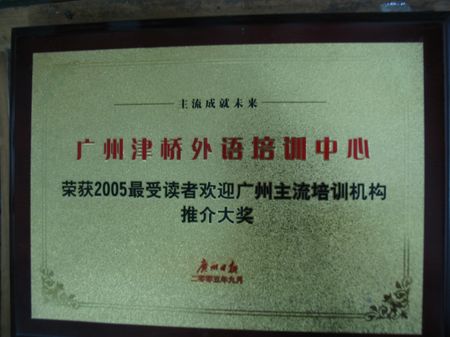 主流成就未来
广州津桥外语培训中心
荣获2005最受读者欢迎广州主流培训机构
推介大奖
广州日报
二零零五年九月